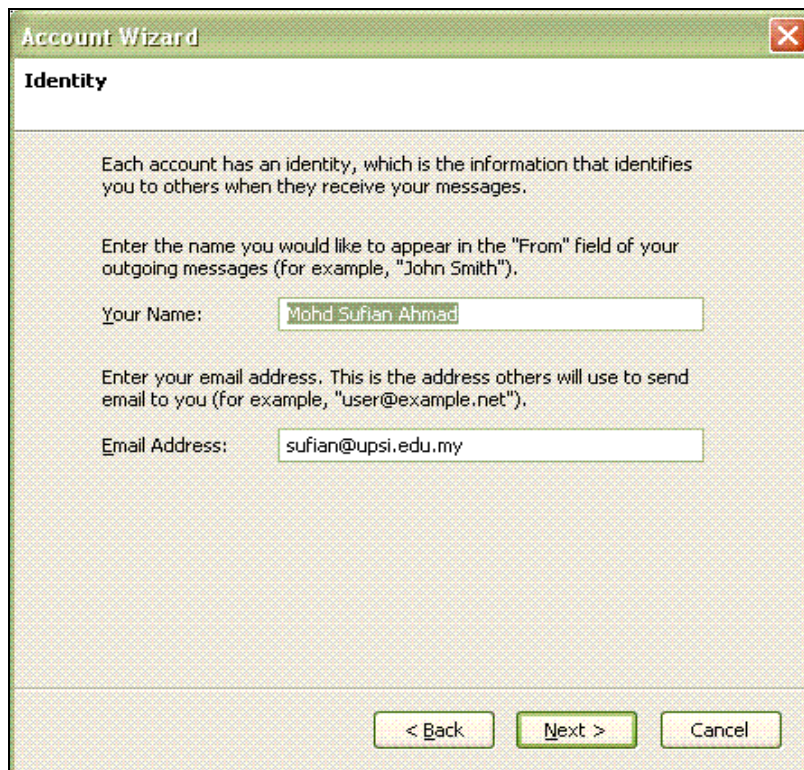 Account Wizard
Identity
Each account has an identity, which is the information that identifies
you to others when they receive your messages.
Enter the name you would like to appear in the "From" field of your
outgoing messages (for example, "John Smith").
Your Name: Mohd Sufian Ahmad
Enter your email address. This is the address others will use to send
email to you (for example, "user@example.net").
Email Address: sufian@upsi.edu.my
< Back Next > Cancel